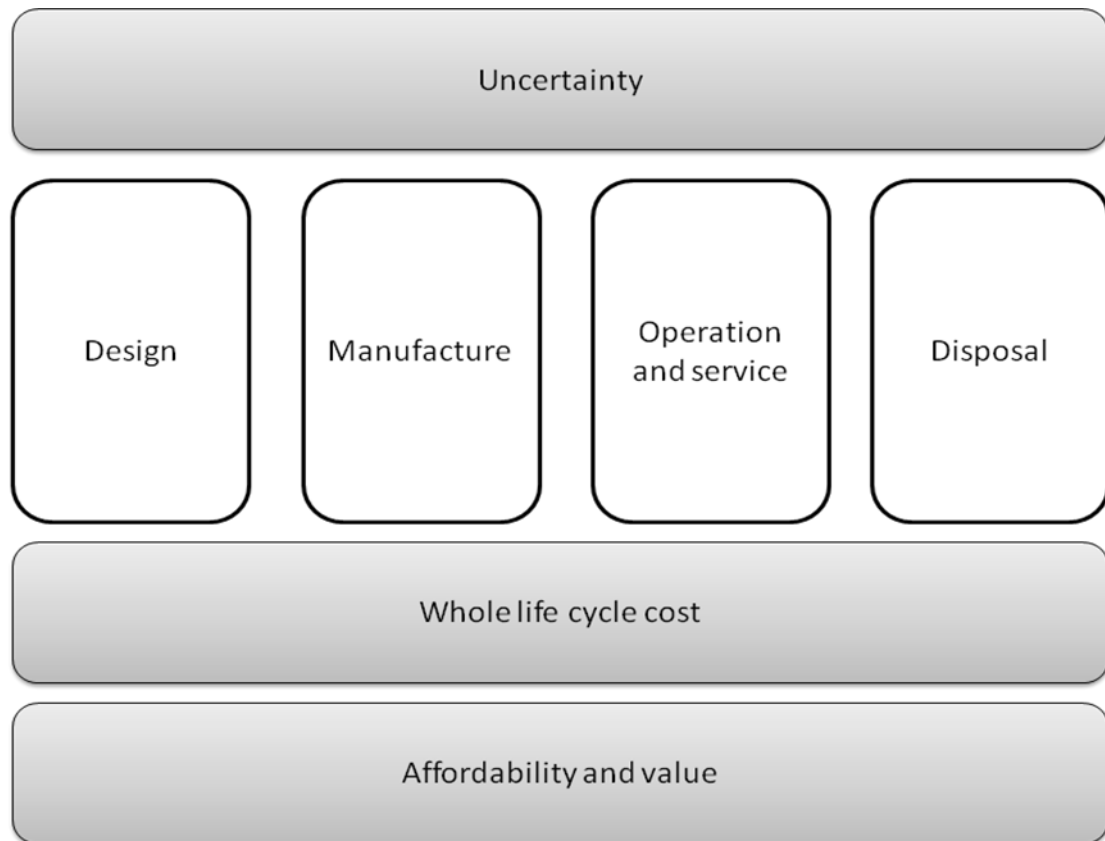 Uncertainty
Design
Manufacture
Operation
and service
Disposal
Whole life cycle cost
Affordability and value